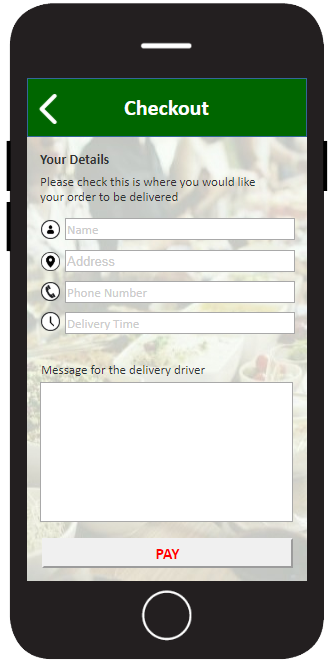 Checkout
Your Details
Please check this is where you would like
your order to be delivered
Name
Address
Phone Number
Delivery Time
Message for the delivery driver
PAY